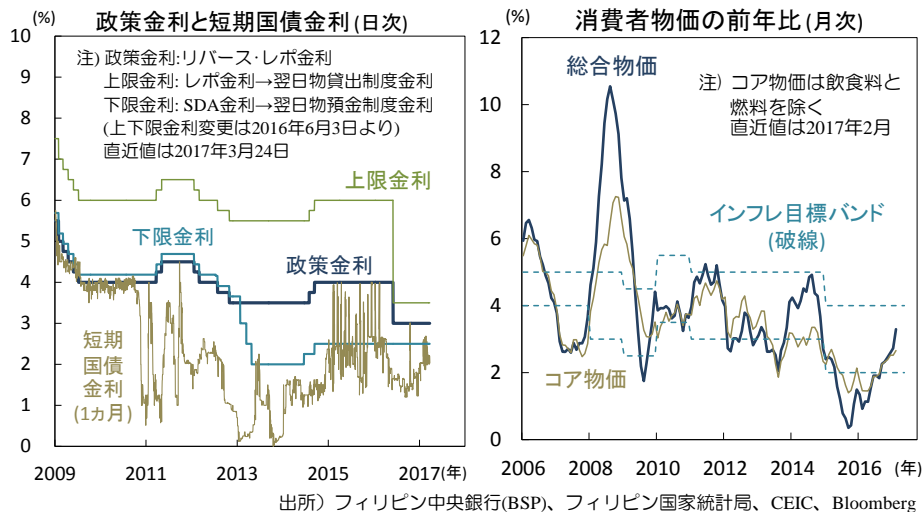 政策金利と短期国債金利 (日次)
(%)
10
9
8
7
6
5
4
3
2
1
0
注) 政策金利:リバース・レポ金利
上限金利: レポ金利→翌日物貸出制度金利
下限金利: SDA金利→翌日物預金制度金利
(上下限金利変更は2016年6月3日より)
直近値は2017年3月24日
上限金利
下限金利
政策金利
短期
国債
金利
(1ヵ月)
2009 2011 2013 2015 2017 (年)
消費者物価の前年比 (月次)
(%)
12
10
8
6
4
2
0
総合物価
注) コア物価は飲食料と
燃料を除く
直近値は2017年2月
インフレ目標バンド
(破線)
コア物価
2006 2008 2010 2012 2014 2016 (年)
出所）フィリピン中央銀行(BSP)、フィリピン国家統計局、CEIC、Bloomberg